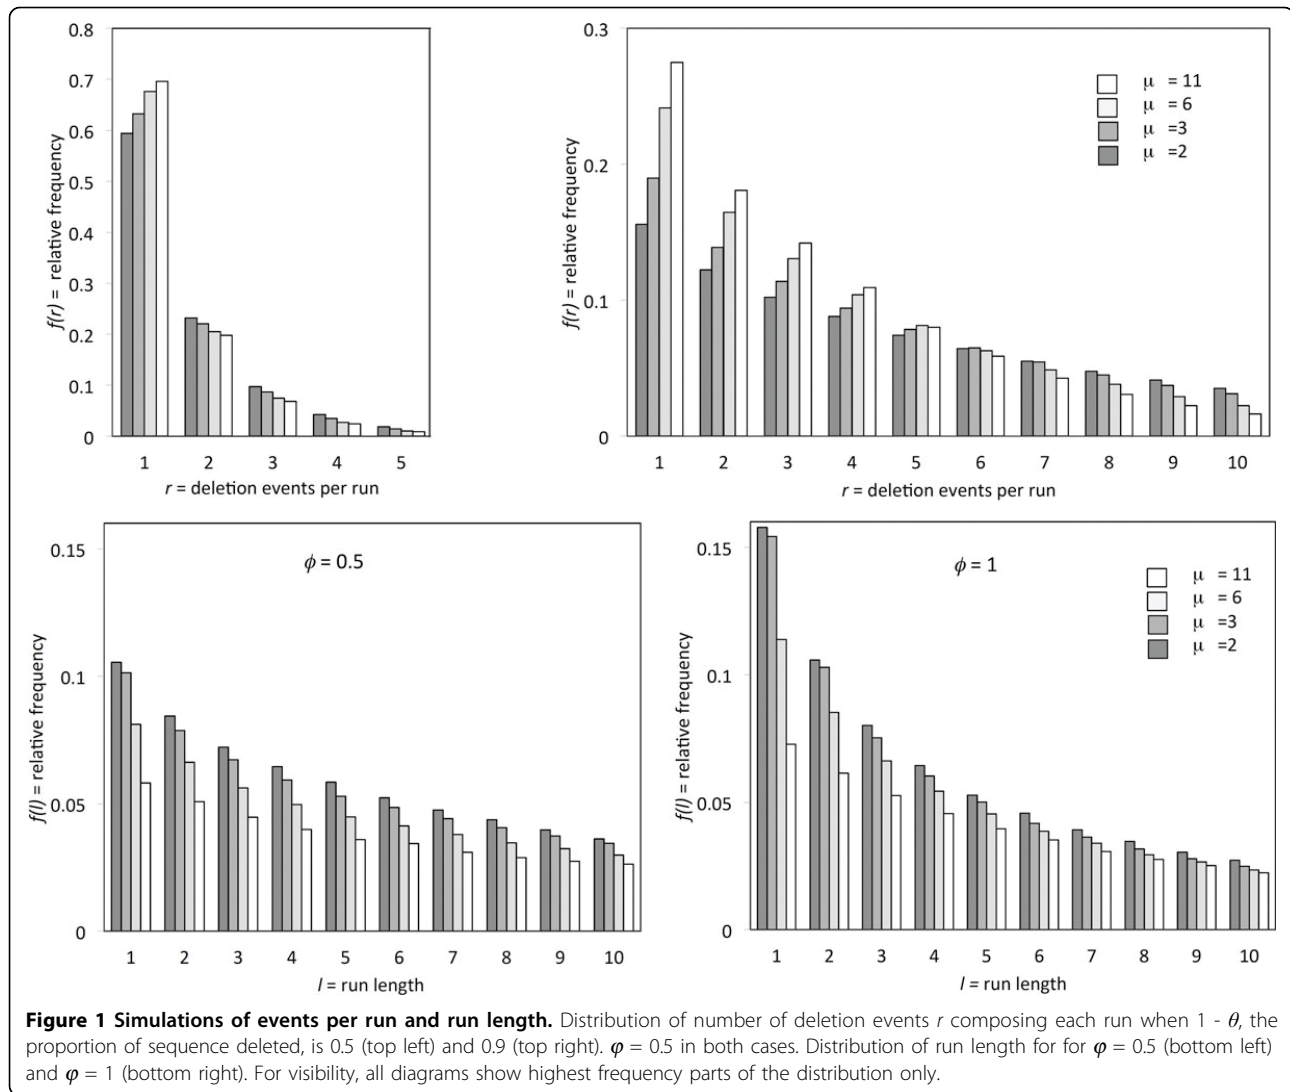 0.8
0.7
0.6
0.5
0.4
0.3
0.2
0.1
0
f(r) = relative frequency
1 2 3 4 5
r = deletion events per run
0.3
0.2
0.1
0
f(r) = relative frequency
μ = 11
μ = 6
μ =3
μ =2
1 2 3 4 5 6 7 8 9 10
r = deletion events per run
0.15
0.1
0.05
0
f(l) = relative frequency
ϕ = 0.5
1 2 3 4 5 6 7 8 9 10
l = run length
0.15
0.1
0.05
0
f(l) = relative frequency
ϕ = 1
μ = 11
μ = 6
μ =3
μ =2
1 2 3 4 5 6 7 8 9 10
l = run length
Figure 1 Simulations of events per run and run length. Distribution of number of deletion events r composing each run when 1 - θ, the
proportion of sequence deleted, is 0.5 (top left) and 0.9 (top right). φ = 0.5 in both cases. Distribution of run length for for φ = 0.5 (bottom left)
and φ = 1 (bottom right). For visibility, all diagrams show highest frequency parts of the distribution only.